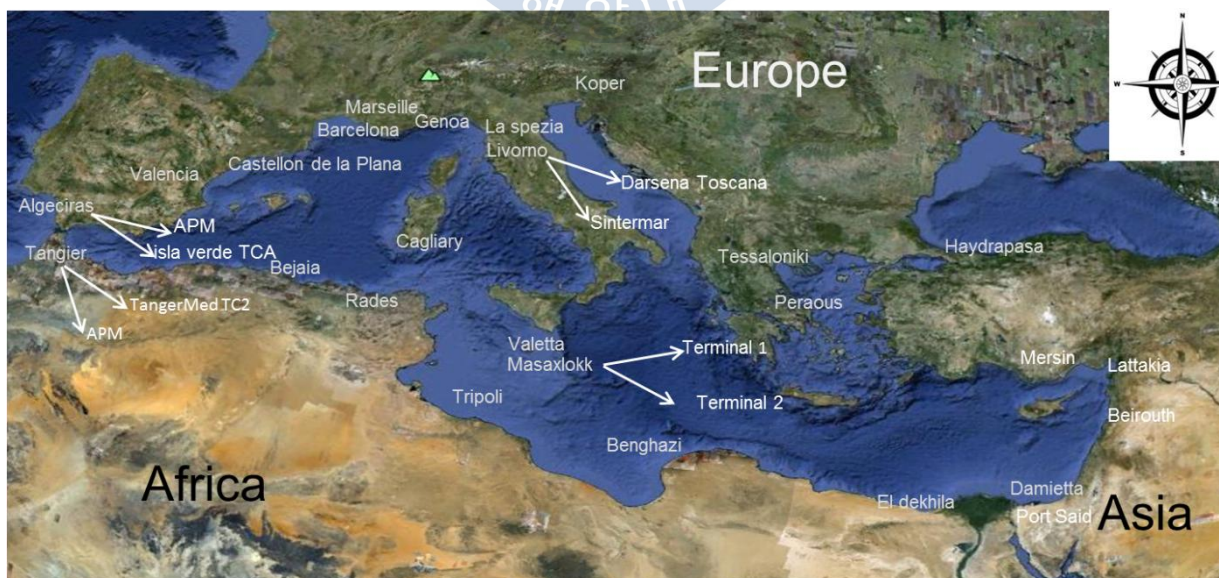 OF
N
W
E
S
Europe
Koper
Marseille
Genoa
Barcelona
La spezia
Livorno
Castellon de la Plana
Valencia
Darsena Toscana
Algeciras
APM
Sintermar
isla verde TCA
Cagliary
Tangier
Bejaia
Tessaloniki
Haydrapasa
TangerMed TC2
Rades
Peraous
APM
Valetta
Masaxlokk
Terminal 1
Mersin
Lattakia
Tripoli
Terminal 2
Beirouth
Benghazi
Africa
El dekhila
Damietta
Port Said
Asia